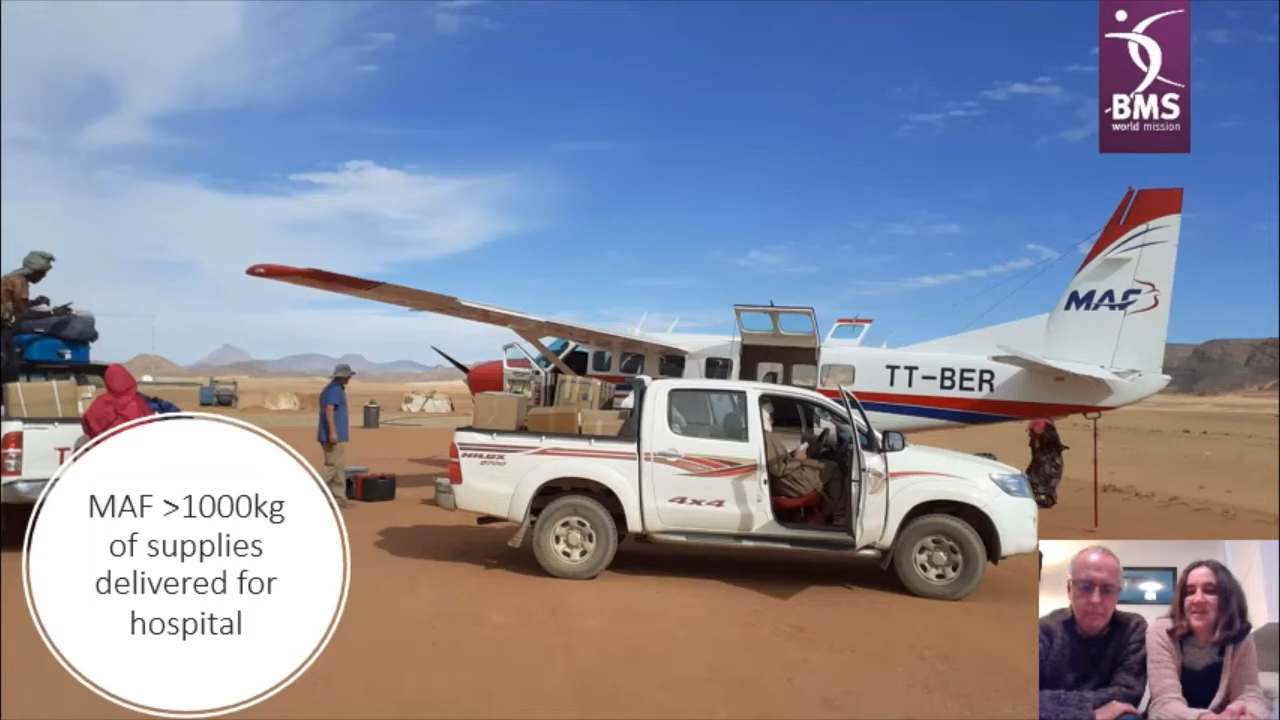 BMS
world mission
MAF
TT-BER
HILUX
4x4
T
MAF >1000kg
of supplies
delivered for
hospital